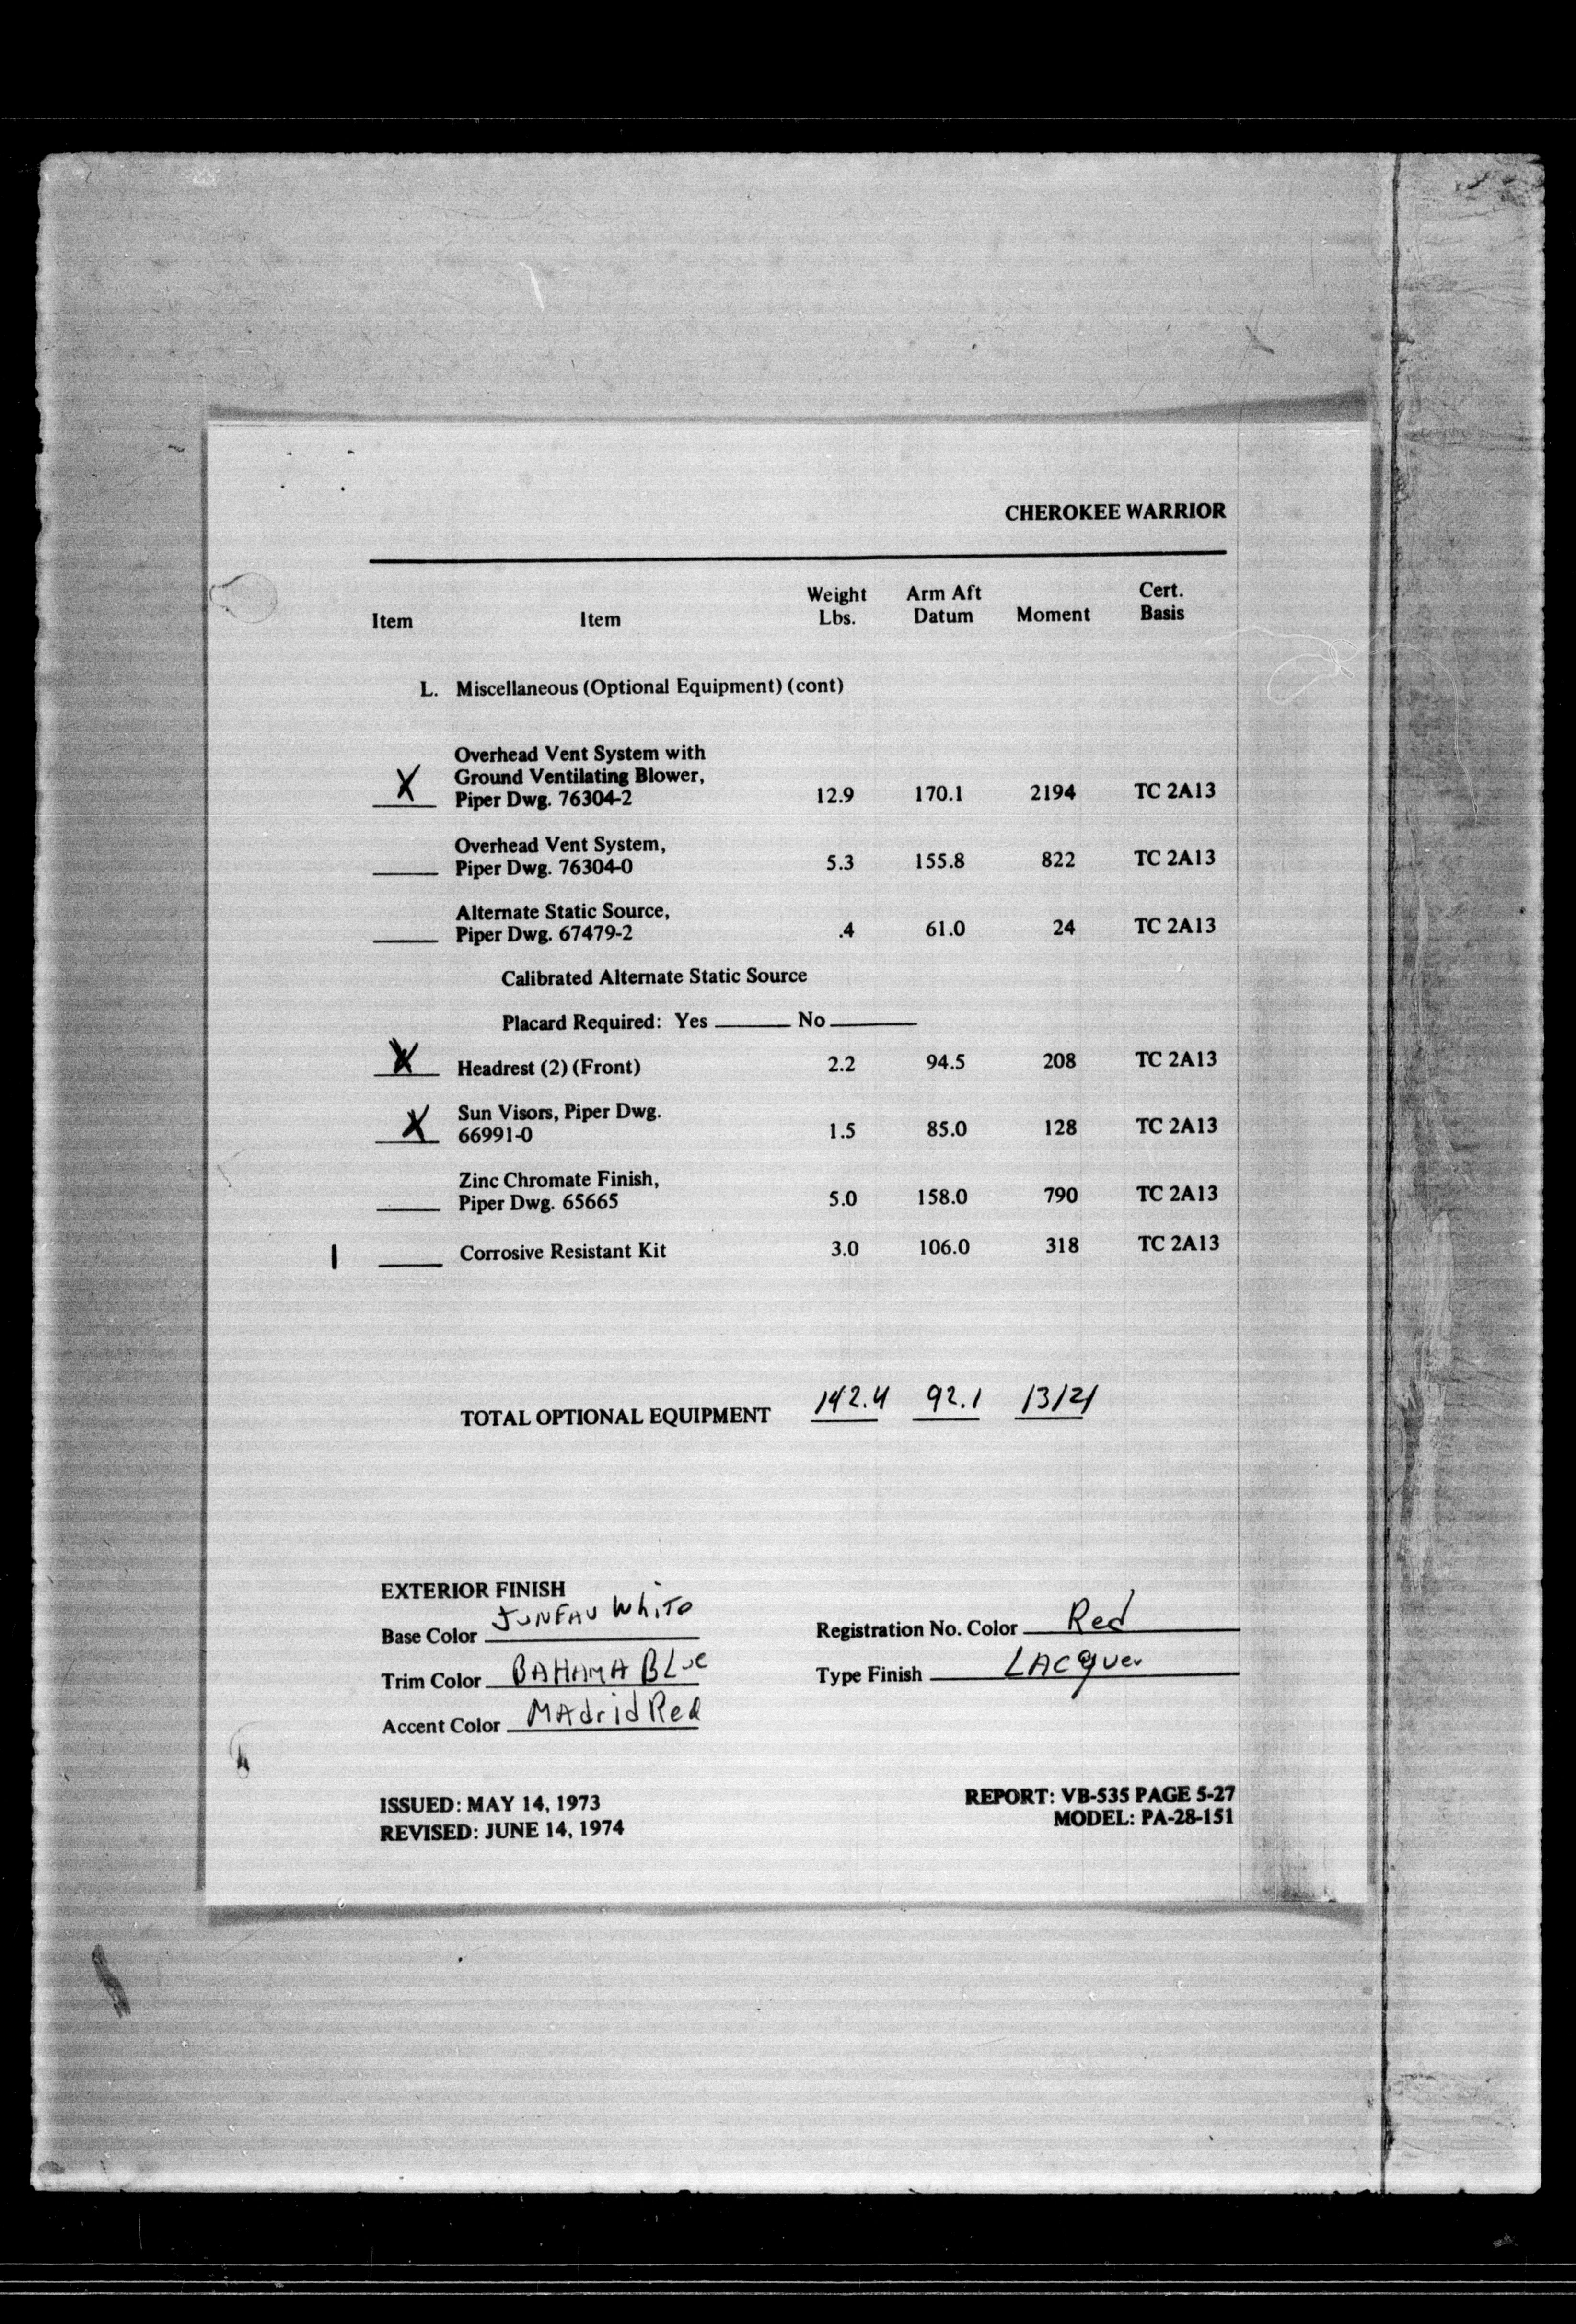 CHEROKEE WARRIOR
Item Item Weight Lbs. Arm Aft Datum Moment Cert. Basis
L. Miscellaneous (Optional Equipment) (cont)
Overhead Vent System with
Ground Ventilating Blower,
X Piper Dwg. 76304-2 12.9 170.1 2194 TC 2A13
Overhead Vent System,
Piper Dwg. 76304-0 5.3 155.8 822 TC 2A13
Alternate Static Source,
Piper Dwg. 67479-2 .4 61.0 24 TC 2A13
Calibrated Alternate Static Source
Placard Required: Yes No
X Headrest (2) (Front) 2.2 94.5 208 TC 2A13
Sun Visors, Piper Dwg.
X 66991-0 1.5 85.0 128 TC 2A13
Zinc Chromate Finish,
Piper Dwg. 65665 5.0 158.0 790 TC 2A13
Corrosive Resistant Kit 3.0 106.0 318 TC 2A13
TOTAL OPTIONAL EQUIPMENT 142.4 92.1 13121
EXTERIOR FINISH
Base Color JUNEAU WhiTe
Registration No. Color Red
Trim Color BAHAMA BLue
Type Finish LACquer
Accent Color MAdrid Red
ISSUED: MAY 14, 1973
REVISED: JUNE 14, 1974
REPORT: VB-535 PAGE 5-27
MODEL: PA-28-151